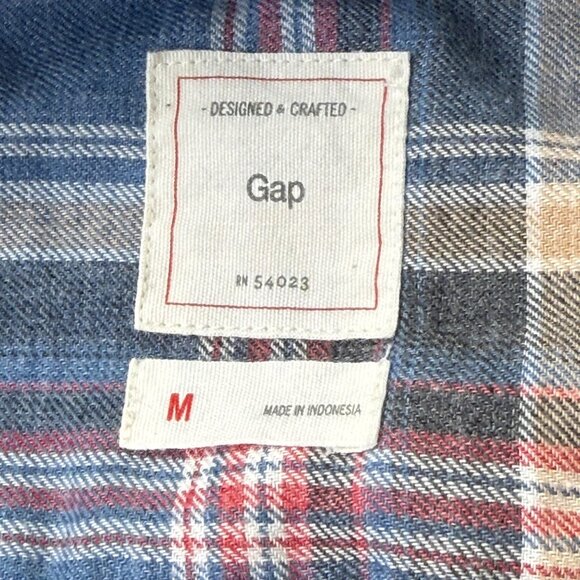 - DESIGNED & CRAFTED -
Gap
RN 54023
M MADE IN INDONESIA